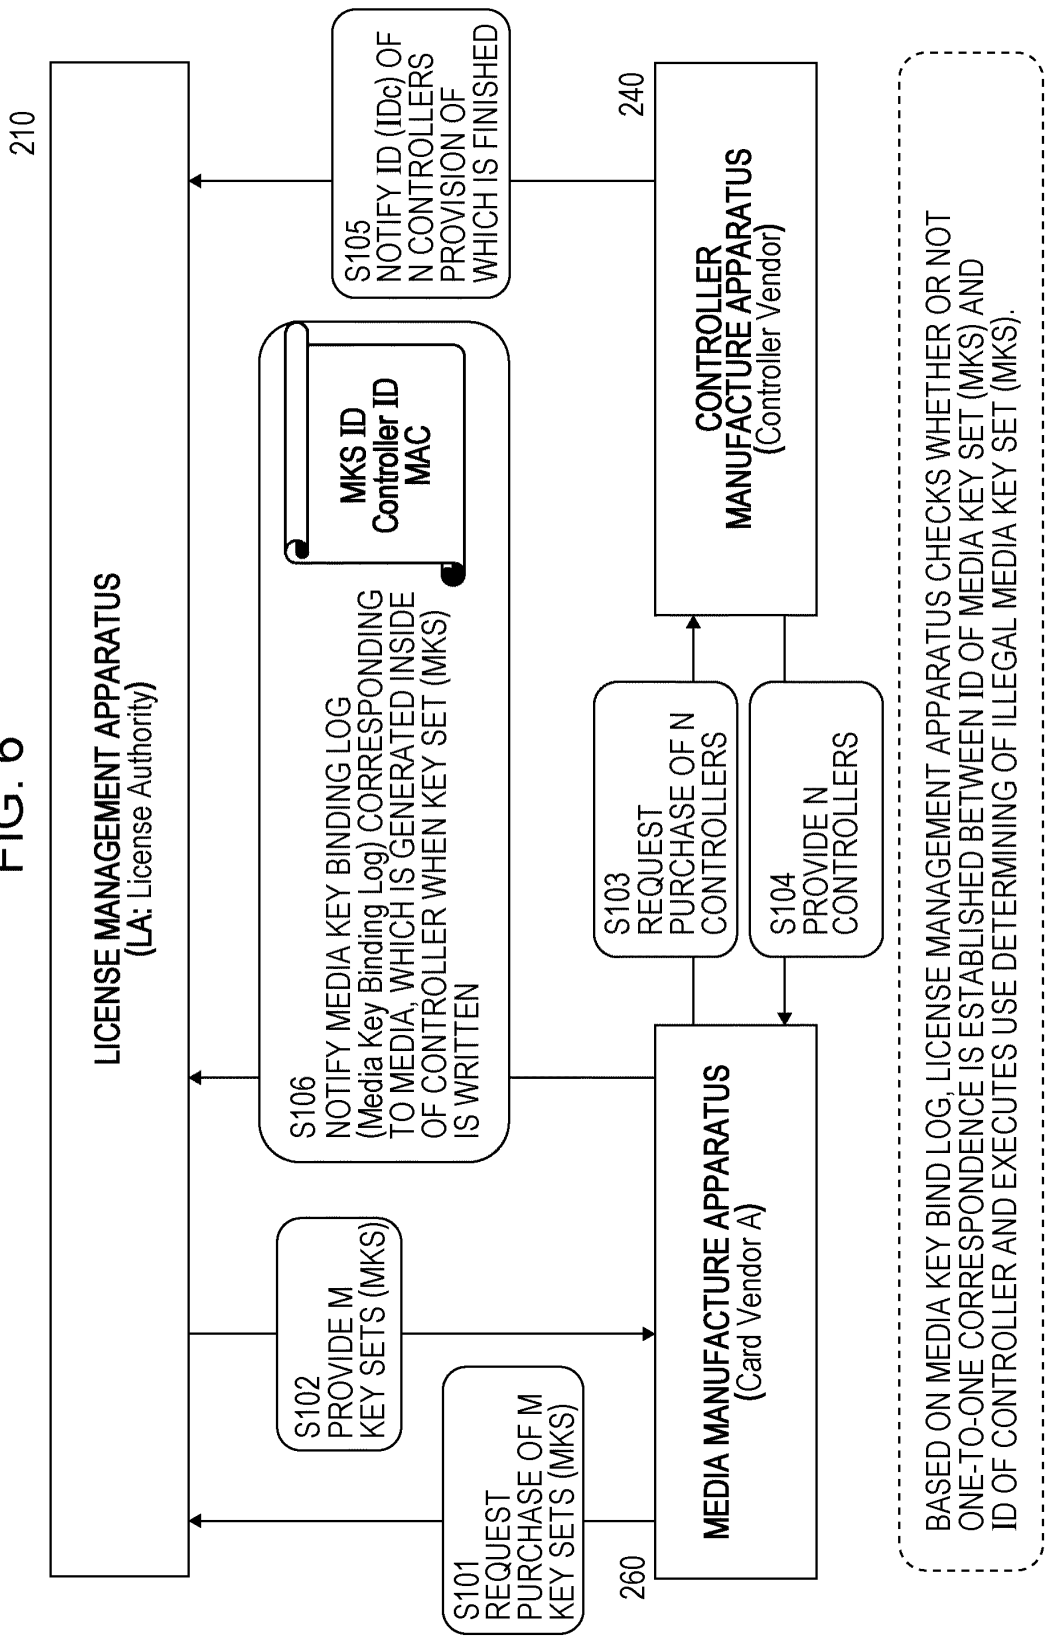 FIG. 6
210
LICENSE MANAGEMENT APPARATUS
(LA: License Authority)
S101
REQUEST
PURCHASE OF M
KEY SETS (MKS)
S102
PROVIDE M
KEY SETS (MKS)
S106
NOTIFY MEDIA KEY BINDING LOG
(Media Key Binding Log) CORRESPONDING
TO MEDIA, WHICH IS GENERATED INSIDE
OF CONTROLLER WHEN KEY SET (MKS)
IS WRITTEN
MKS ID
Controller ID
MAC
S105
NOTIFY ID (IDc) OF
N CONTROLLERS
PROVISION OF
WHICH IS FINISHED
260
MEDIA MANUFACTURE APPARATUS
(Card Vendor A)
S103
REQUEST
PURCHASE OF N
CONTROLLERS
S104
PROVIDE N
CONTROLLERS
240
CONTROLLER
MANUFACTURE APPARATUS
(Controller Vendor)
BASED ON MEDIA KEY BIND LOG, LICENSE MANAGEMENT APPARATUS CHECKS WHETHER OR NOT
ONE-TO-ONE CORRESPONDENCE IS ESTABLISHED BETWEEN ID OF MEDIA KEY SET (MKS) AND
ID OF CONTROLLER AND EXECUTES USE DETERMINING OF ILLEGAL MEDIA KEY SET (MKS).